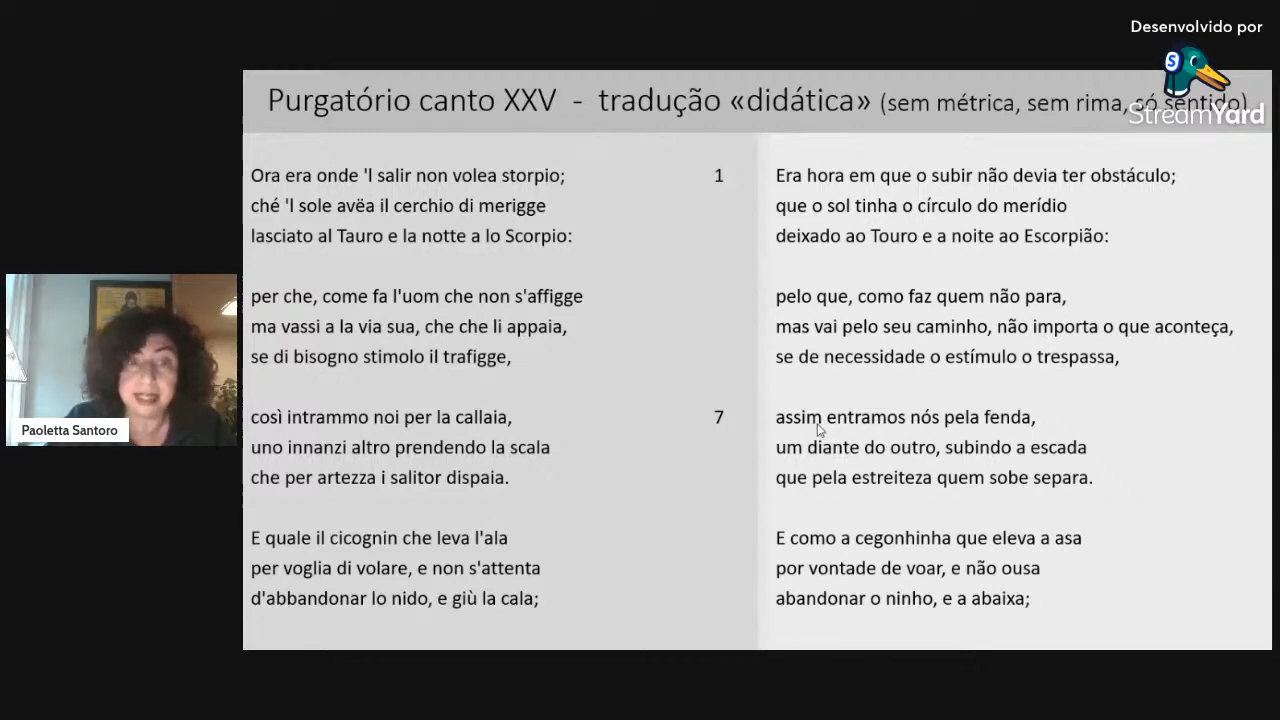 Desenvolvido por
StreamYard
Purgatório canto XXV - tradução «didática» (sem métrica, sem rima, só sentido)
Ora era onde 'l salir non volea storpio;
ché 'l sole avëa il cerchio di merigge
lasciato al Tauro e la notte a lo Scorpio:
per che, come fa l'uom che non s'affigge
ma vassi a la via sua, che che li appaia,
se di bisogno stimolo il trafigge,
così intrammo noi per la callaia,
uno innanzi altro prendendo la scala
che per artezza i salitor dispaia.
E quale il cicognin che leva l'ala
per voglia di volare, e non s'attenta
d'abbandonar lo nido, e giù la cala;
1
7
Era hora em que o subir não devia ter obstáculo;
que o sol tinha o círculo do merídio
deixado ao Touro e a noite ao Escorpião:
pelo que, como faz quem não para,
mas vai pelo seu caminho, não importa o que aconteça,
se de necessidade o estímulo o trespassa,
assim entramos nós pela fenda,
um diante do outro, subindo a escada
que pela estreiteza quem sobe separa.
E como a cegonhinha que eleva a asa
por vontade de voar, e não ousa
abandonar o ninho, e a abaixa;
Paoletta Santoro